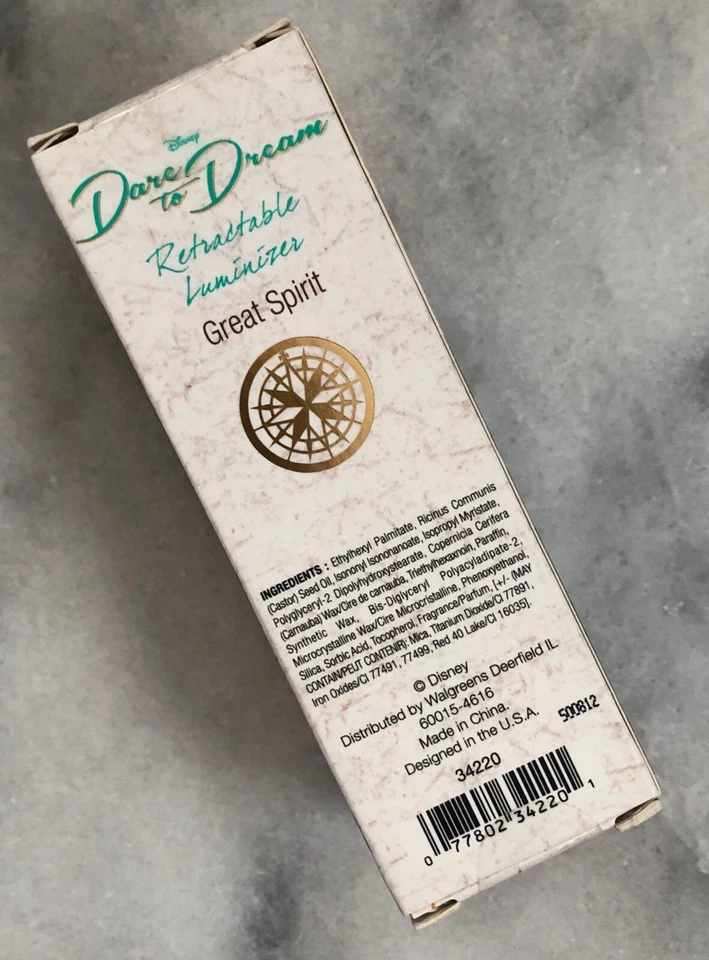 Disney
Dare
to Dream
Retractable
Luminizer
Great Spirit
INGREDIENTS : Ethylhexyl Palmitate, Ricinus Communis
(Castor) Seed Oil, Isononyl Isononanoate, Isopropyl Myristate,
Polyglyceryl-2 Dipolyhydroxystearate, Copernicia Cerifera
(Carnauba) Wax/Cire de carnauba, Triethylhexanoin, Paraffin,
Synthetic Wax, Bis-Diglyceryl Polyacyladipate-2,
Microcrystalline Wax/Cire Microcristalline, Phenoxyethanol,
Silica, Sorbic Acid, Tocopherol, Fragrance/Parfum, [+/- (MAY
CONTAIN/PEUT CONTENIR): Mica, Titanium Dioxide/CI 77891,
Iron Oxides/CI 77491, 77499, Red 40 Lake/CI 16035].
© Disney
Distributed by Walgreens Deerfield IL
60015-4616
Made in China.
Designed in the U.S.A.
500812
34220
0 77802 34220 1